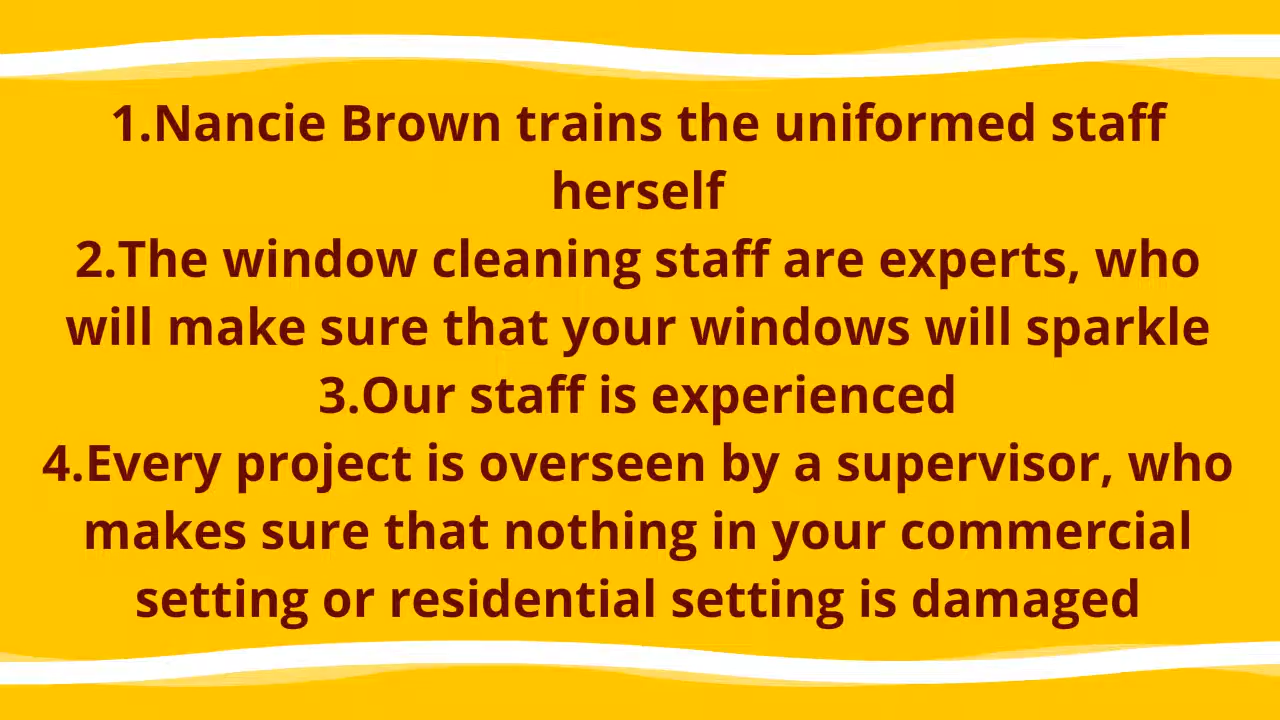 1.Nancie Brown trains the uniformed staff
herself
2.The window cleaning staff are experts, who
will make sure that your windows will sparkle
3.Our staff is experienced
4.Every project is overseen by a supervisor, who
makes sure that nothing in your commercial
setting or residential setting is damaged